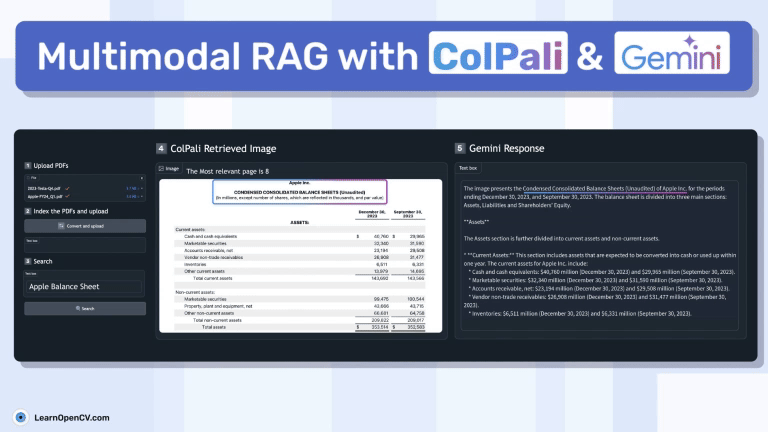 Multimodal RAG with ColPali & Gemini
1 Upload PDFs
File
2023-Tesla-Q4.pdf
Apple-FY24_Q1.pdf
2 Index the PDFs and upload
Convert and upload
Text box
3 Search
Text box
Apple Balance Sheet
Search
4 ColPali Retrieved Image
Image
The Most relevant page is 8
Apple Inc.
CONDENSED CONSOLIDATED BALANCE SHEETS (Unaudited)
(In millions, except number of shares, which are reflected in thousands, and par value)
December 30, 2023 September 30, 2023
ASSETS:
Current assets:
Cash and cash equivalents $ 40,760 $ 29,965
Marketable securities 32,340 31,590
Accounts receivable, net 23,194 29,508
Vendor non-trade receivables 26,908 31,477
Inventories 6,511 6,331
Other current assets 13,979 14,695
Total current assets 143,692 143,566
Non-current assets:
Marketable securities 99,475 100,544
Property, plant and equipment, net 43,666 43,715
Other non-current assets 66,681 64,758
Total non-current assets 209,822 209,017
Total assets $ 353,514 $ 352,583
5 Gemini Response
Text box
The image presents the Condensed Consolidated Balance Sheets (Unaudited) of Apple Inc. for the periods
ending December 30, 2023, and September 30, 2023. The balance sheet is divided into three main sections:
Assets, Liabilities and Shareholders' Equity.
**Assets**
The Assets section is further divided into current assets and non-current assets.
* **Current Assets:** This section includes assets that are expected to be converted into cash or used up within
one year. The current assets for Apple Inc. include:
* Cash and cash equivalents: $40,760 million (December 30, 2023) and $29,965 million (September 30, 2023).
* Marketable securities: $32,340 million (December 30, 2023) and $31,590 million (September 30, 2023).
* Accounts receivable, net: $23,194 million (December 30, 2023) and $29,508 million (September 30, 2023).
* Vendor non-trade receivables: $26,908 million (December 30, 2023) and $31,477 million (September 30,
2023).
* Inventories: $6,511 million (December 30, 2023) and $6,331 million (September 30, 2023).
LearnOpenCV.com